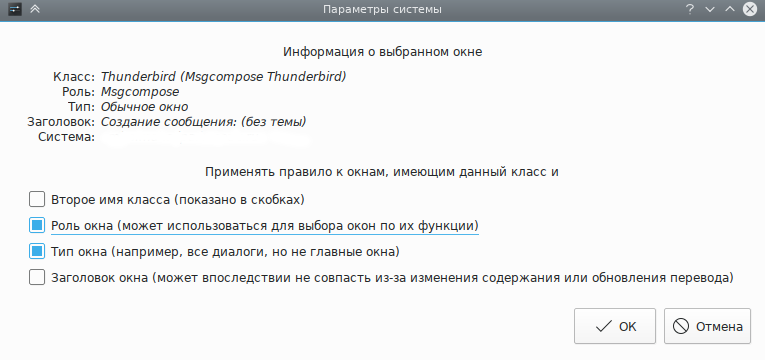 Параметры системы
Информация о выбранном окне
Класс: Thunderbird (Msgcompose Thunderbird)
Роль: Msgcompose
Тип: Обычное окно
Заголовок: Создание сообщения: (без темы)
Система:
Применять правило к окнам, имеющим данный класс и
Второе имя класса (показано в скобках)
Роль окна (может использоваться для выбора окон по их функции)
Тип окна (например, все диалоги, но не главные окна)
Заголовок окна (может впоследствии не совпасть из-за изменения содержания или обновления перевода)
ОК Отмена